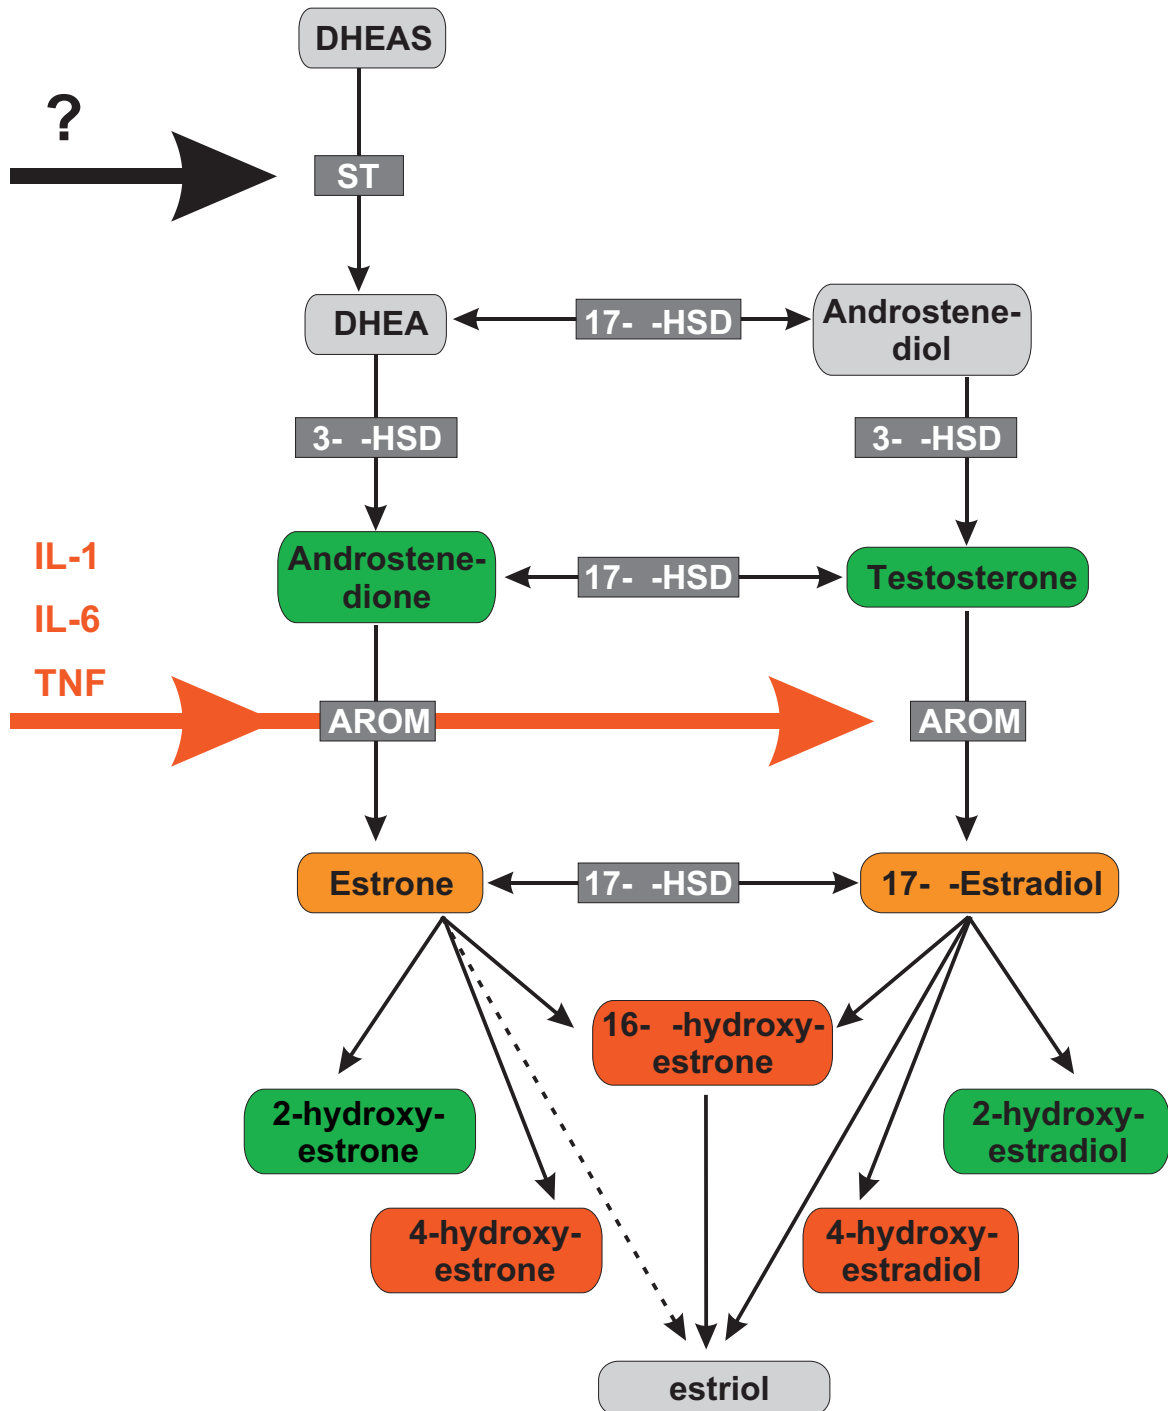 DHEAS
?
ST
DHEA
17- -HSD
Androstene-
diol
3- -HSD
3- -HSD
IL-1
IL-6
TNF
Androstene-
dione
17- -HSD
Testosterone
AROM
AROM
Estrone
17- -HSD
17- -Estradiol
16- -hydroxy-
estrone
2-hydroxy-
estrone
2-hydroxy-
estradiol
4-hydroxy-
estrone
4-hydroxy-
estradiol
estriol